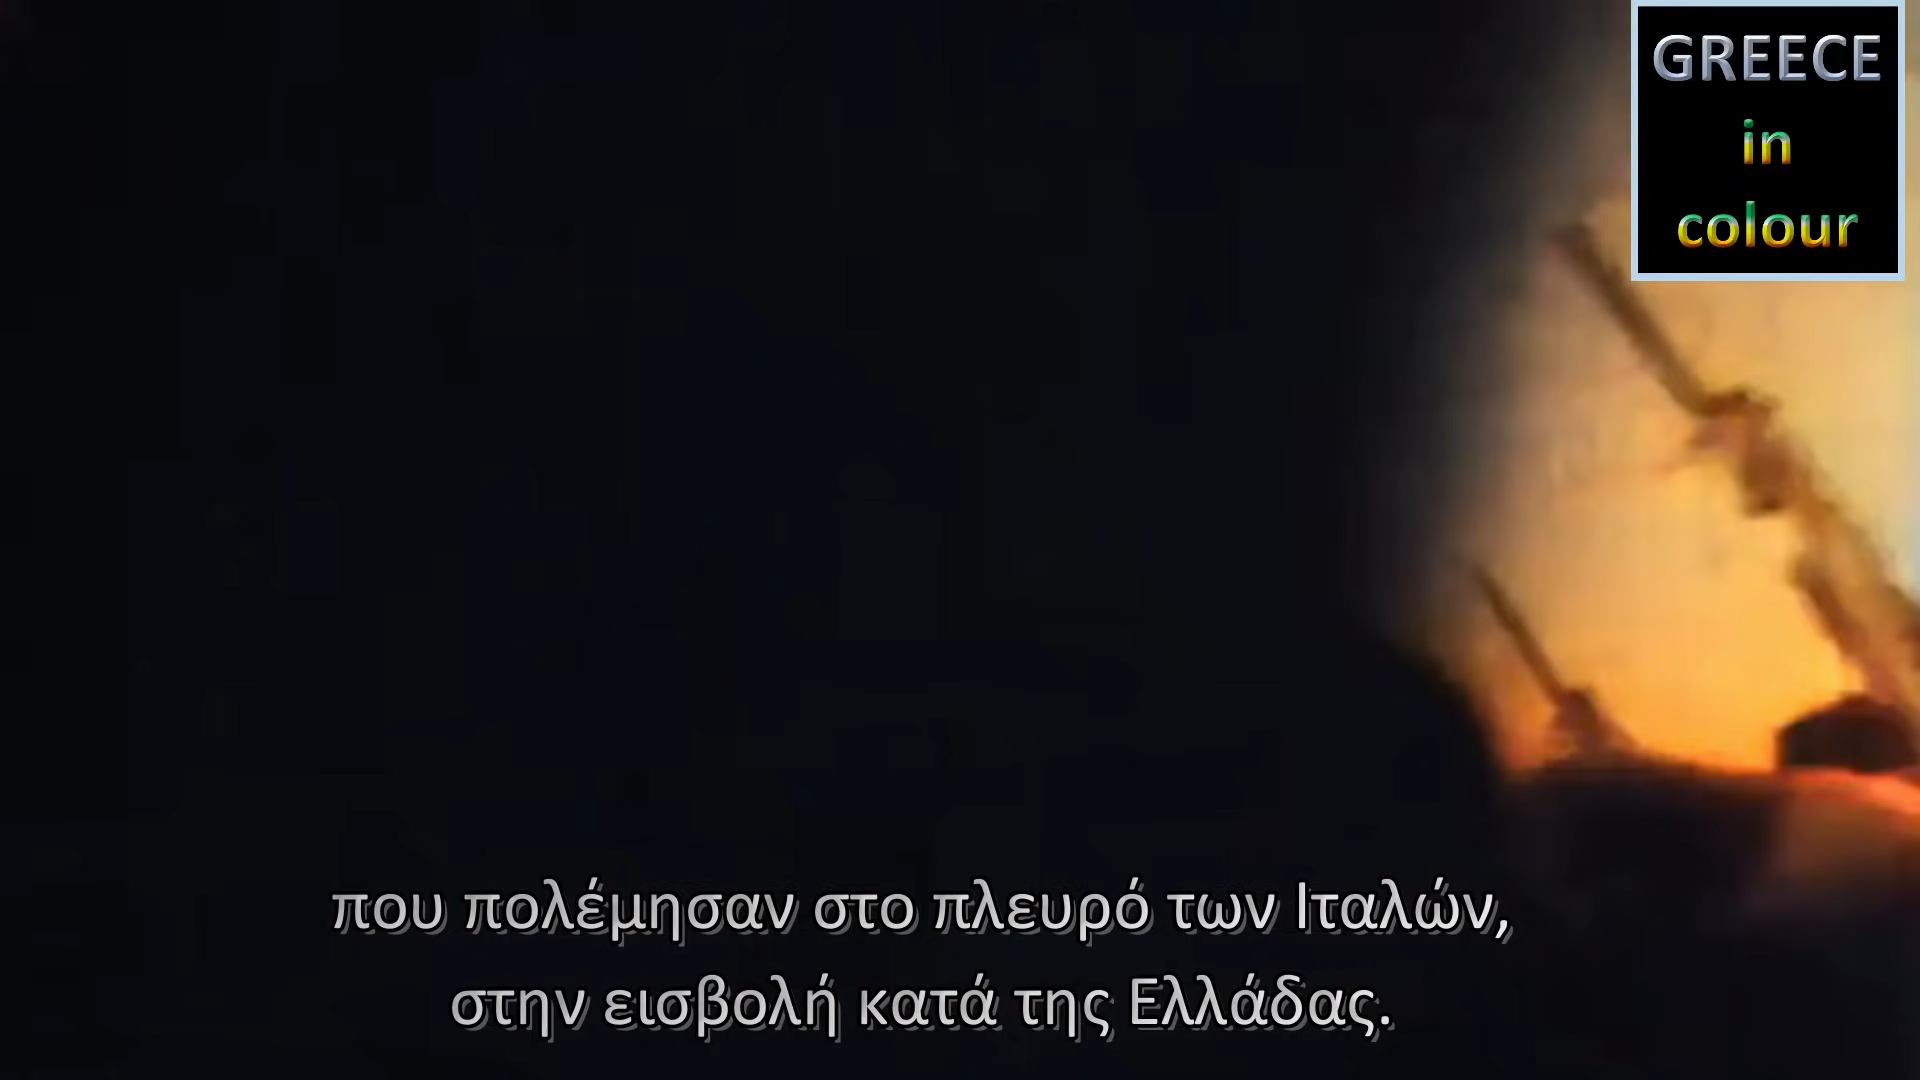 GREECE
in
colour
που πολέμησαν στο πλευρό των Ιταλών,
στην εισβολή κατά της Ελλάδας.